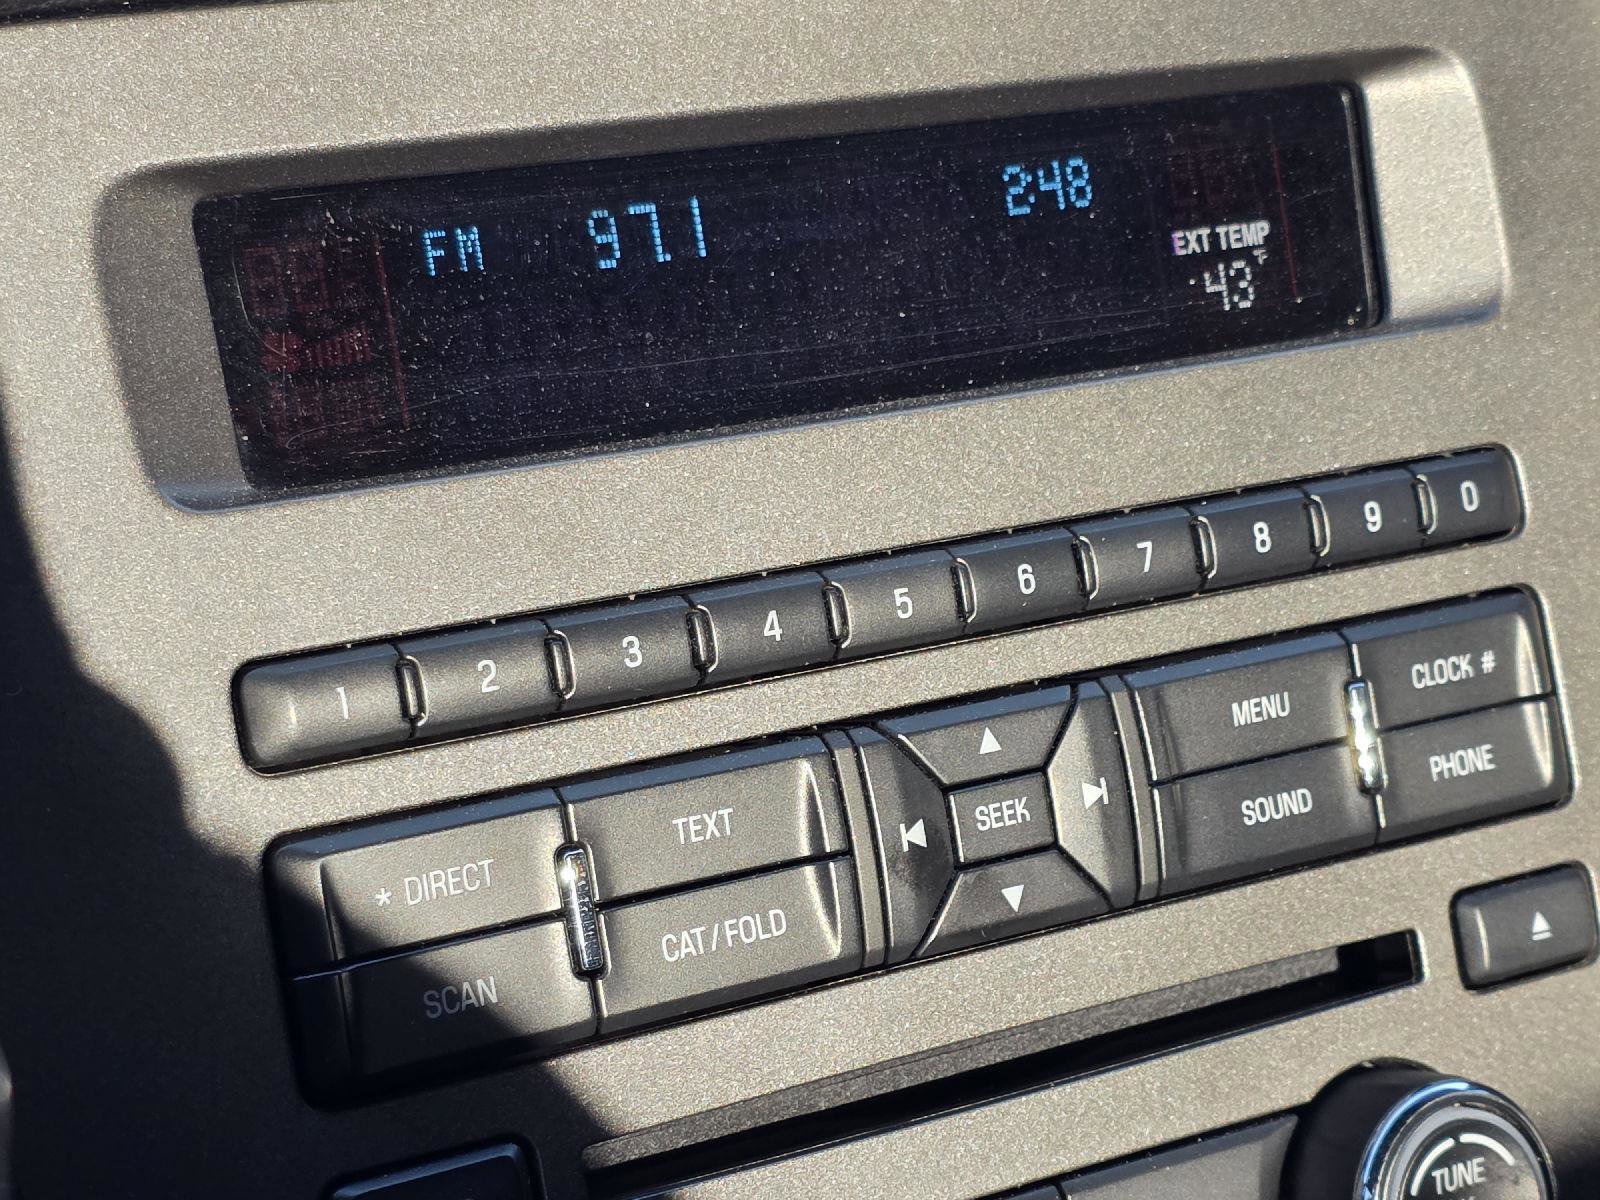 FM 97.1 2:48
EXT TEMP
43°F
1 2 3 4 5 6 7 8 9 0
* DIRECT TEXT SEEK MENU CLOCK #
SCAN CAT/FOLD SOUND PHONE
TUNE